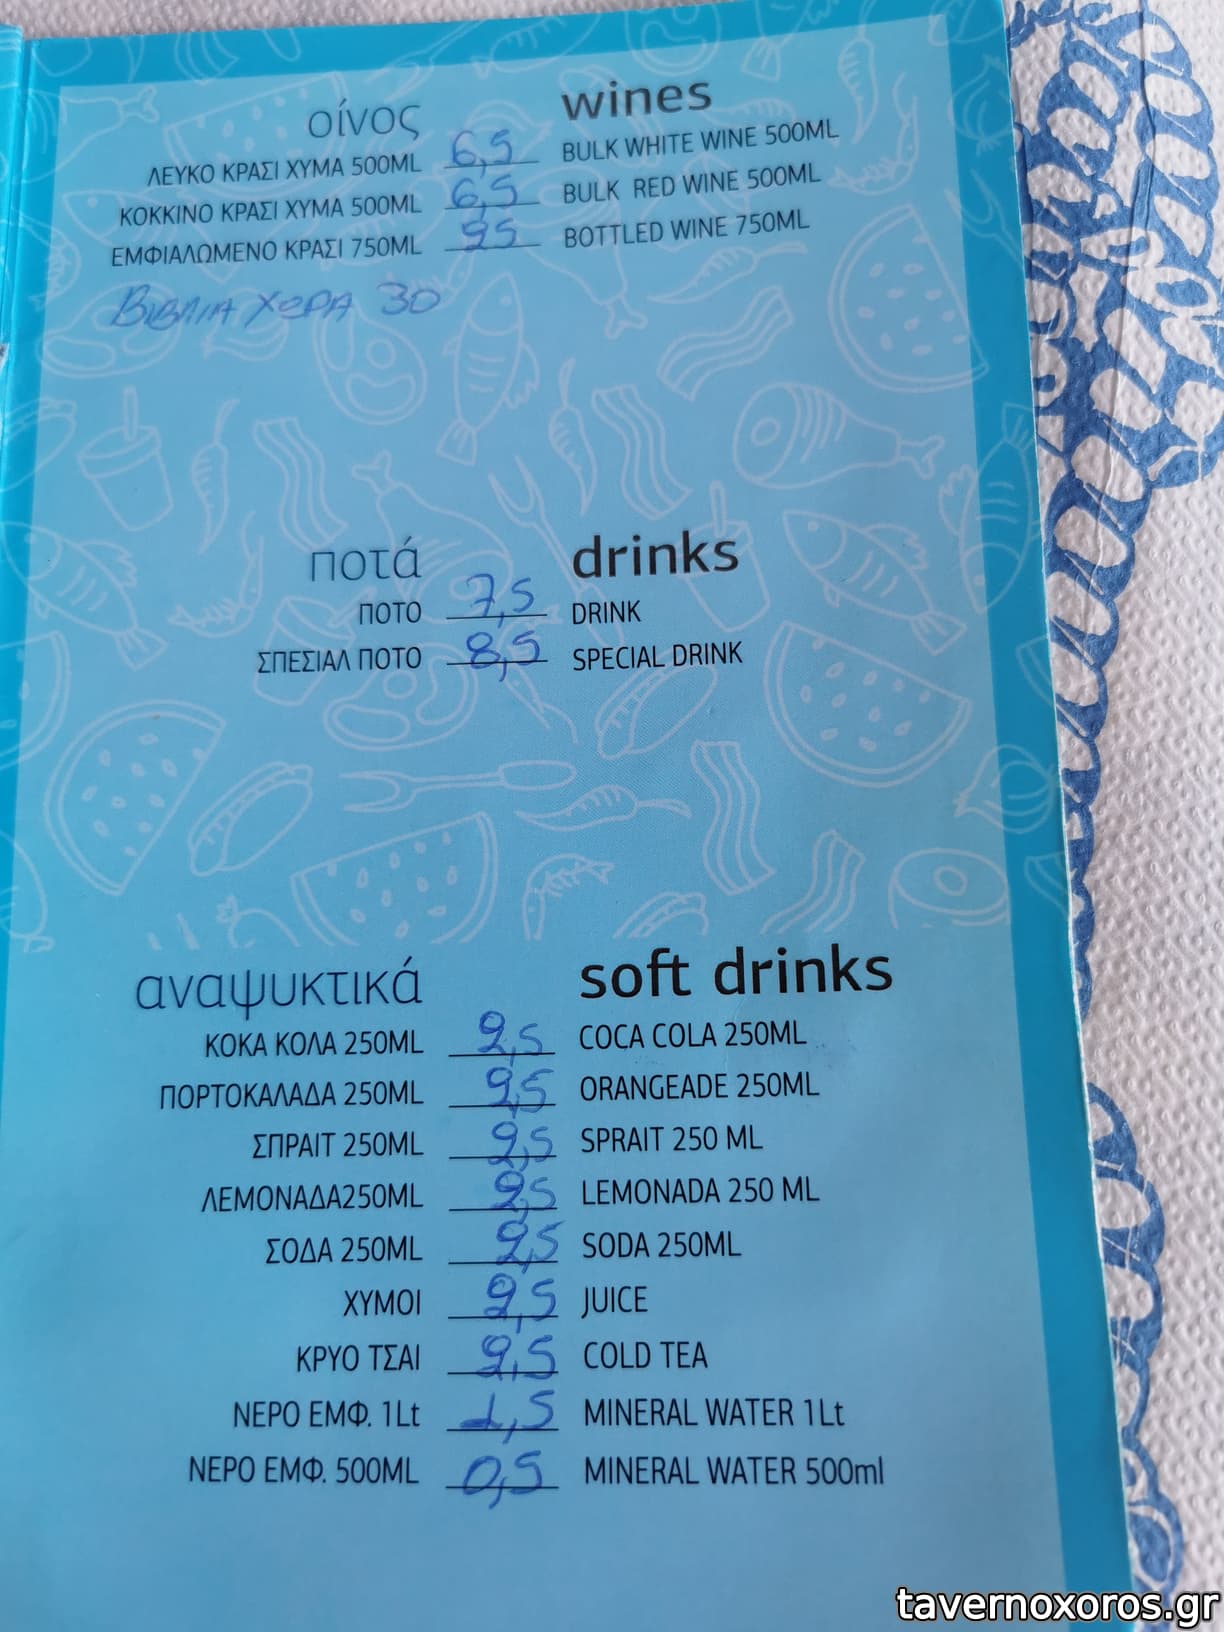 οίνος wines
ΛΕΥΚΟ ΚΡΑΣΙ ΧΥΜΑ 500ML 6,5 BULK WHITE WINE 500ML
ΚΟΚΚΙΝΟ ΚΡΑΣΙ ΧΥΜΑ 500ML 6,5 BULK RED WINE 500ML
ΕΜΦΙΑΛΩΜΕΝΟ ΚΡΑΣΙ 750ML 25 BOTTLED WINE 750ML
ΒΙΒΛΙΑ ΧΩΡΑ 30
ποτά drinks
ΠΟΤΟ 7,5 DRINK
ΣΠΕΣΙΑΛ ΠΟΤΟ 8,5 SPECIAL DRINK
αναψυκτικά soft drinks
ΚΟΚΑ ΚΟΛΑ 250ML 2,5 COCA COLA 250ML
ΠΟΡΤΟΚΑΛΑΔΑ 250ML 2,5 ORANGEADE 250ML
ΣΠΡΑΙΤ 250ML 2,5 SPRAIT 250 ML
ΛΕΜΟΝΑΔΑ250ML 2,5 LEMONADA 250 ML
ΣΟΔΑ 250ML 2,5 SODA 250ML
ΧΥΜΟΙ 2,5 JUICE
ΚΡΥΟ ΤΣΑΙ 2,5 COLD TEA
ΝΕΡΟ ΕΜΦ. 1Lt 1,5 MINERAL WATER 1Lt
ΝΕΡΟ ΕΜΦ. 500ML 0,5 MINERAL WATER 500ml
tavernoxoros.gr